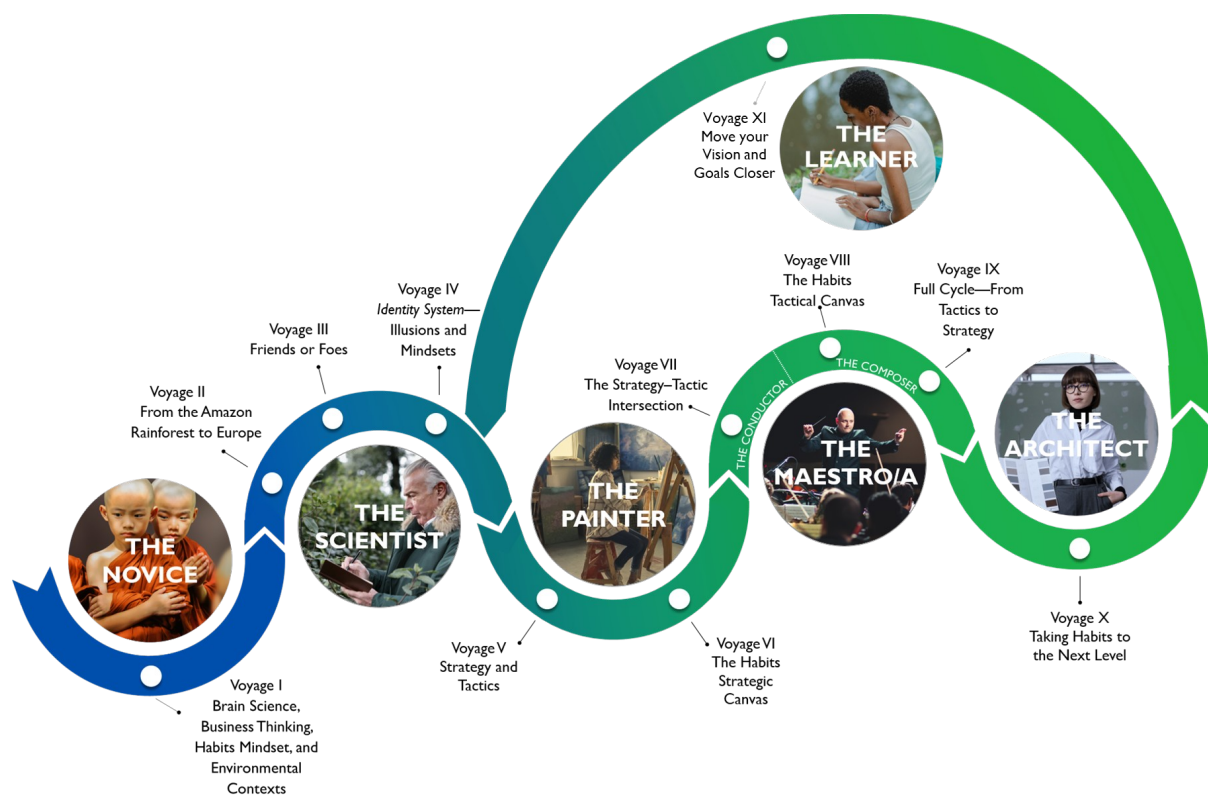 Voyage XI
Move your
Vision and
Goals Closer
THE
LEARNER
Voyage VIII
The Habits
Tactical Canvas
Voyage IX
Full Cycle—From
Tactics to
Strategy
Voyage IV
Identity System—
Illusions and
Mindsets
Voyage III
Friends or Foes
Voyage VII
The Strategy–Tactic
Intersection
THE CONDUCTOR
THE COMPOSER
Voyage II
From the Amazon
Rainforest to Europe
THE
NOVICE
THE
SCIENTIST
THE
PAINTER
THE
MAESTRO/A
THE
ARCHITECT
Voyage I
Brain Science,
Business Thinking,
Habits Mindset, and
Environmental
Contexts
Voyage V
Strategy and
Tactics
Voyage VI
The Habits
Strategic
Canvas
Voyage X
Taking Habits to
the Next Level